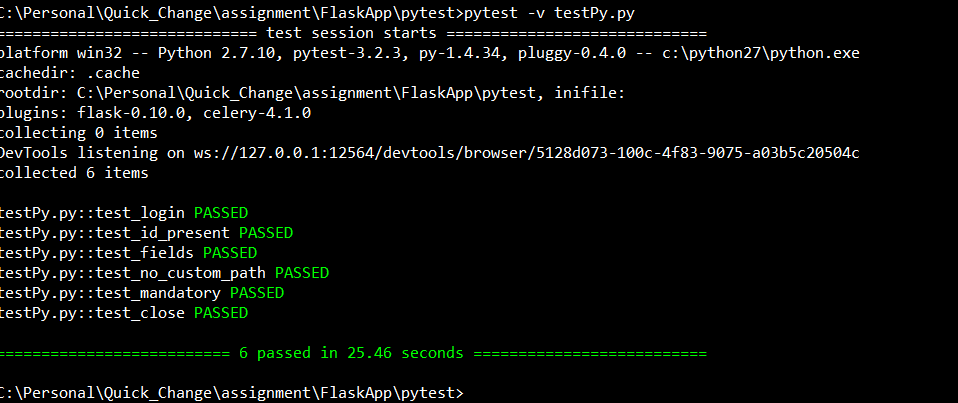 C:\Personal\Quick_Change\assignment\FlaskApp\pytest>pytest -v testPy.py
============================= test session starts =============================
platform win32 -- Python 2.7.10, pytest-3.2.3, py-1.4.34, pluggy-0.4.0 -- c:\python27\python.exe
cachedir: .cache
rootdir: C:\Personal\Quick_Change\assignment\FlaskApp\pytest, inifile:
plugins: flask-0.10.0, celery-4.1.0
collecting 0 items
DevTools listening on ws://127.0.0.1:12564/devtools/browser/5128d073-100c-4f83-9075-a03b5c20504c
collected 6 items
testPy.py::test_login PASSED
testPy.py::test_id_present PASSED
testPy.py::test_fields PASSED
testPy.py::test_no_custom_path PASSED
testPy.py::test_mandatory PASSED
testPy.py::test_close PASSED
========================== 6 passed in 25.46 seconds ==========================
C:\Personal\Quick_Change\assignment\FlaskApp\pytest>